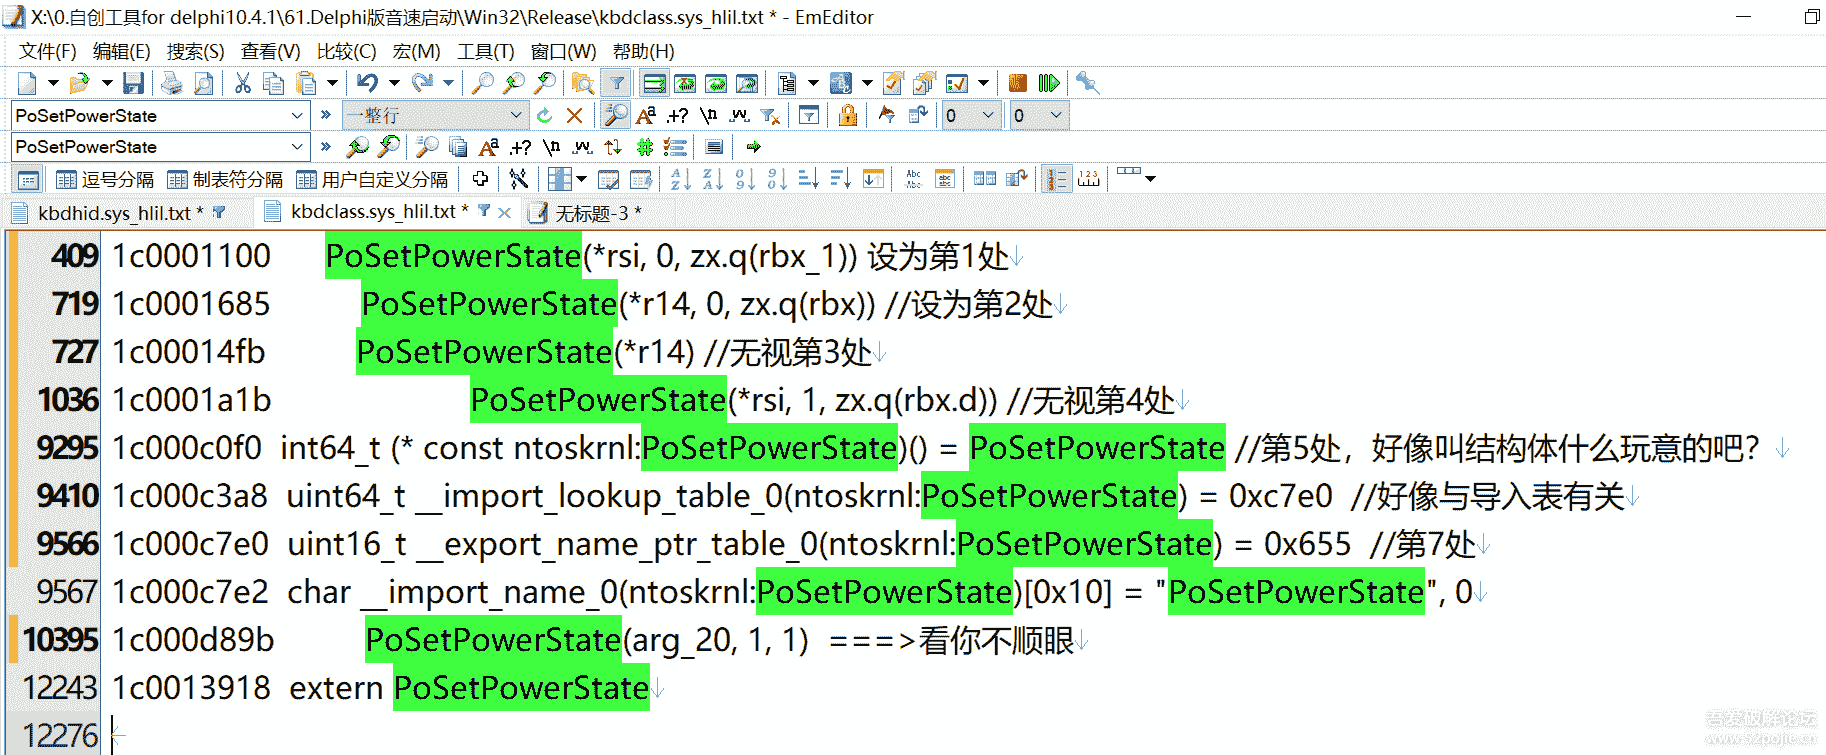 X:\0.自创工具for delphi10.4.1\61.Delphi版音速启动\Win32\Release\kbdclass.sys_hlil.txt * - EmEditor
文件(F) 编辑(E) 搜索(S) 查看(V) 比较(C) 宏(M) 工具(T) 窗口(W) 帮助(H)
PoSetPowerState » 一整行 0 0
PoSetPowerState »
逗号分隔 制表符分隔 用户自定义分隔
kbdhid.sys_hlil.txt * kbdclass.sys_hlil.txt * 无标题-3 *
409 1c0001100 PoSetPowerState(*rsi, 0, zx.q(rbx_1)) 设为第1处↓
719 1c0001685 PoSetPowerState(*r14, 0, zx.q(rbx)) //设为第2处↓
727 1c00014fb PoSetPowerState(*r14) //无视第3处↓
1036 1c0001a1b PoSetPowerState(*rsi, 1, zx.q(rbx.d)) //无视第4处↓
9295 1c000c0f0 int64_t (* const ntoskrnl:PoSetPowerState)() = PoSetPowerState //第5处，好像叫结构体什么玩意的吧？↓
9410 1c000c3a8 uint64_t __import_lookup_table_0(ntoskrnl:PoSetPowerState) = 0xc7e0 //好像与导入表有关↓
9566 1c000c7e0 uint16_t __export_name_ptr_table_0(ntoskrnl:PoSetPowerState) = 0x655 //第7处↓
9567 1c000c7e2 char __import_name_0(ntoskrnl:PoSetPowerState)[0x10] = "PoSetPowerState", 0↓
10395 1c000d89b PoSetPowerState(arg_20, 1, 1) ===>看你不顺眼↓
12243 1c0013918 extern PoSetPowerState↓
12276 ←
吾爱破解论坛
www.52pojie.cn